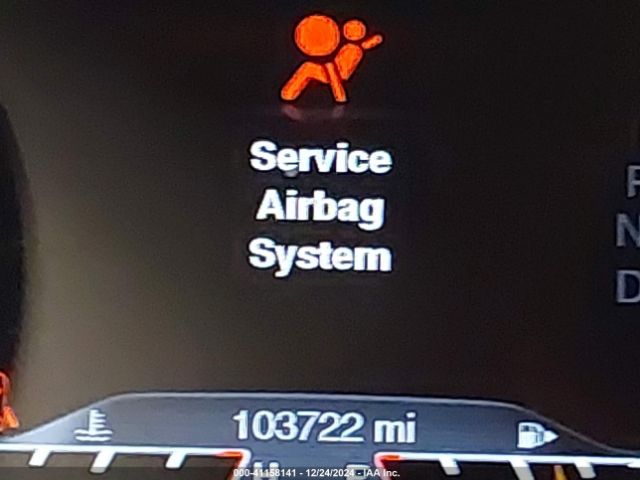 Service
Airbag
System
R
N
D
103722 mi
000-41158141 - 12/24/2024 - IAA Inc.